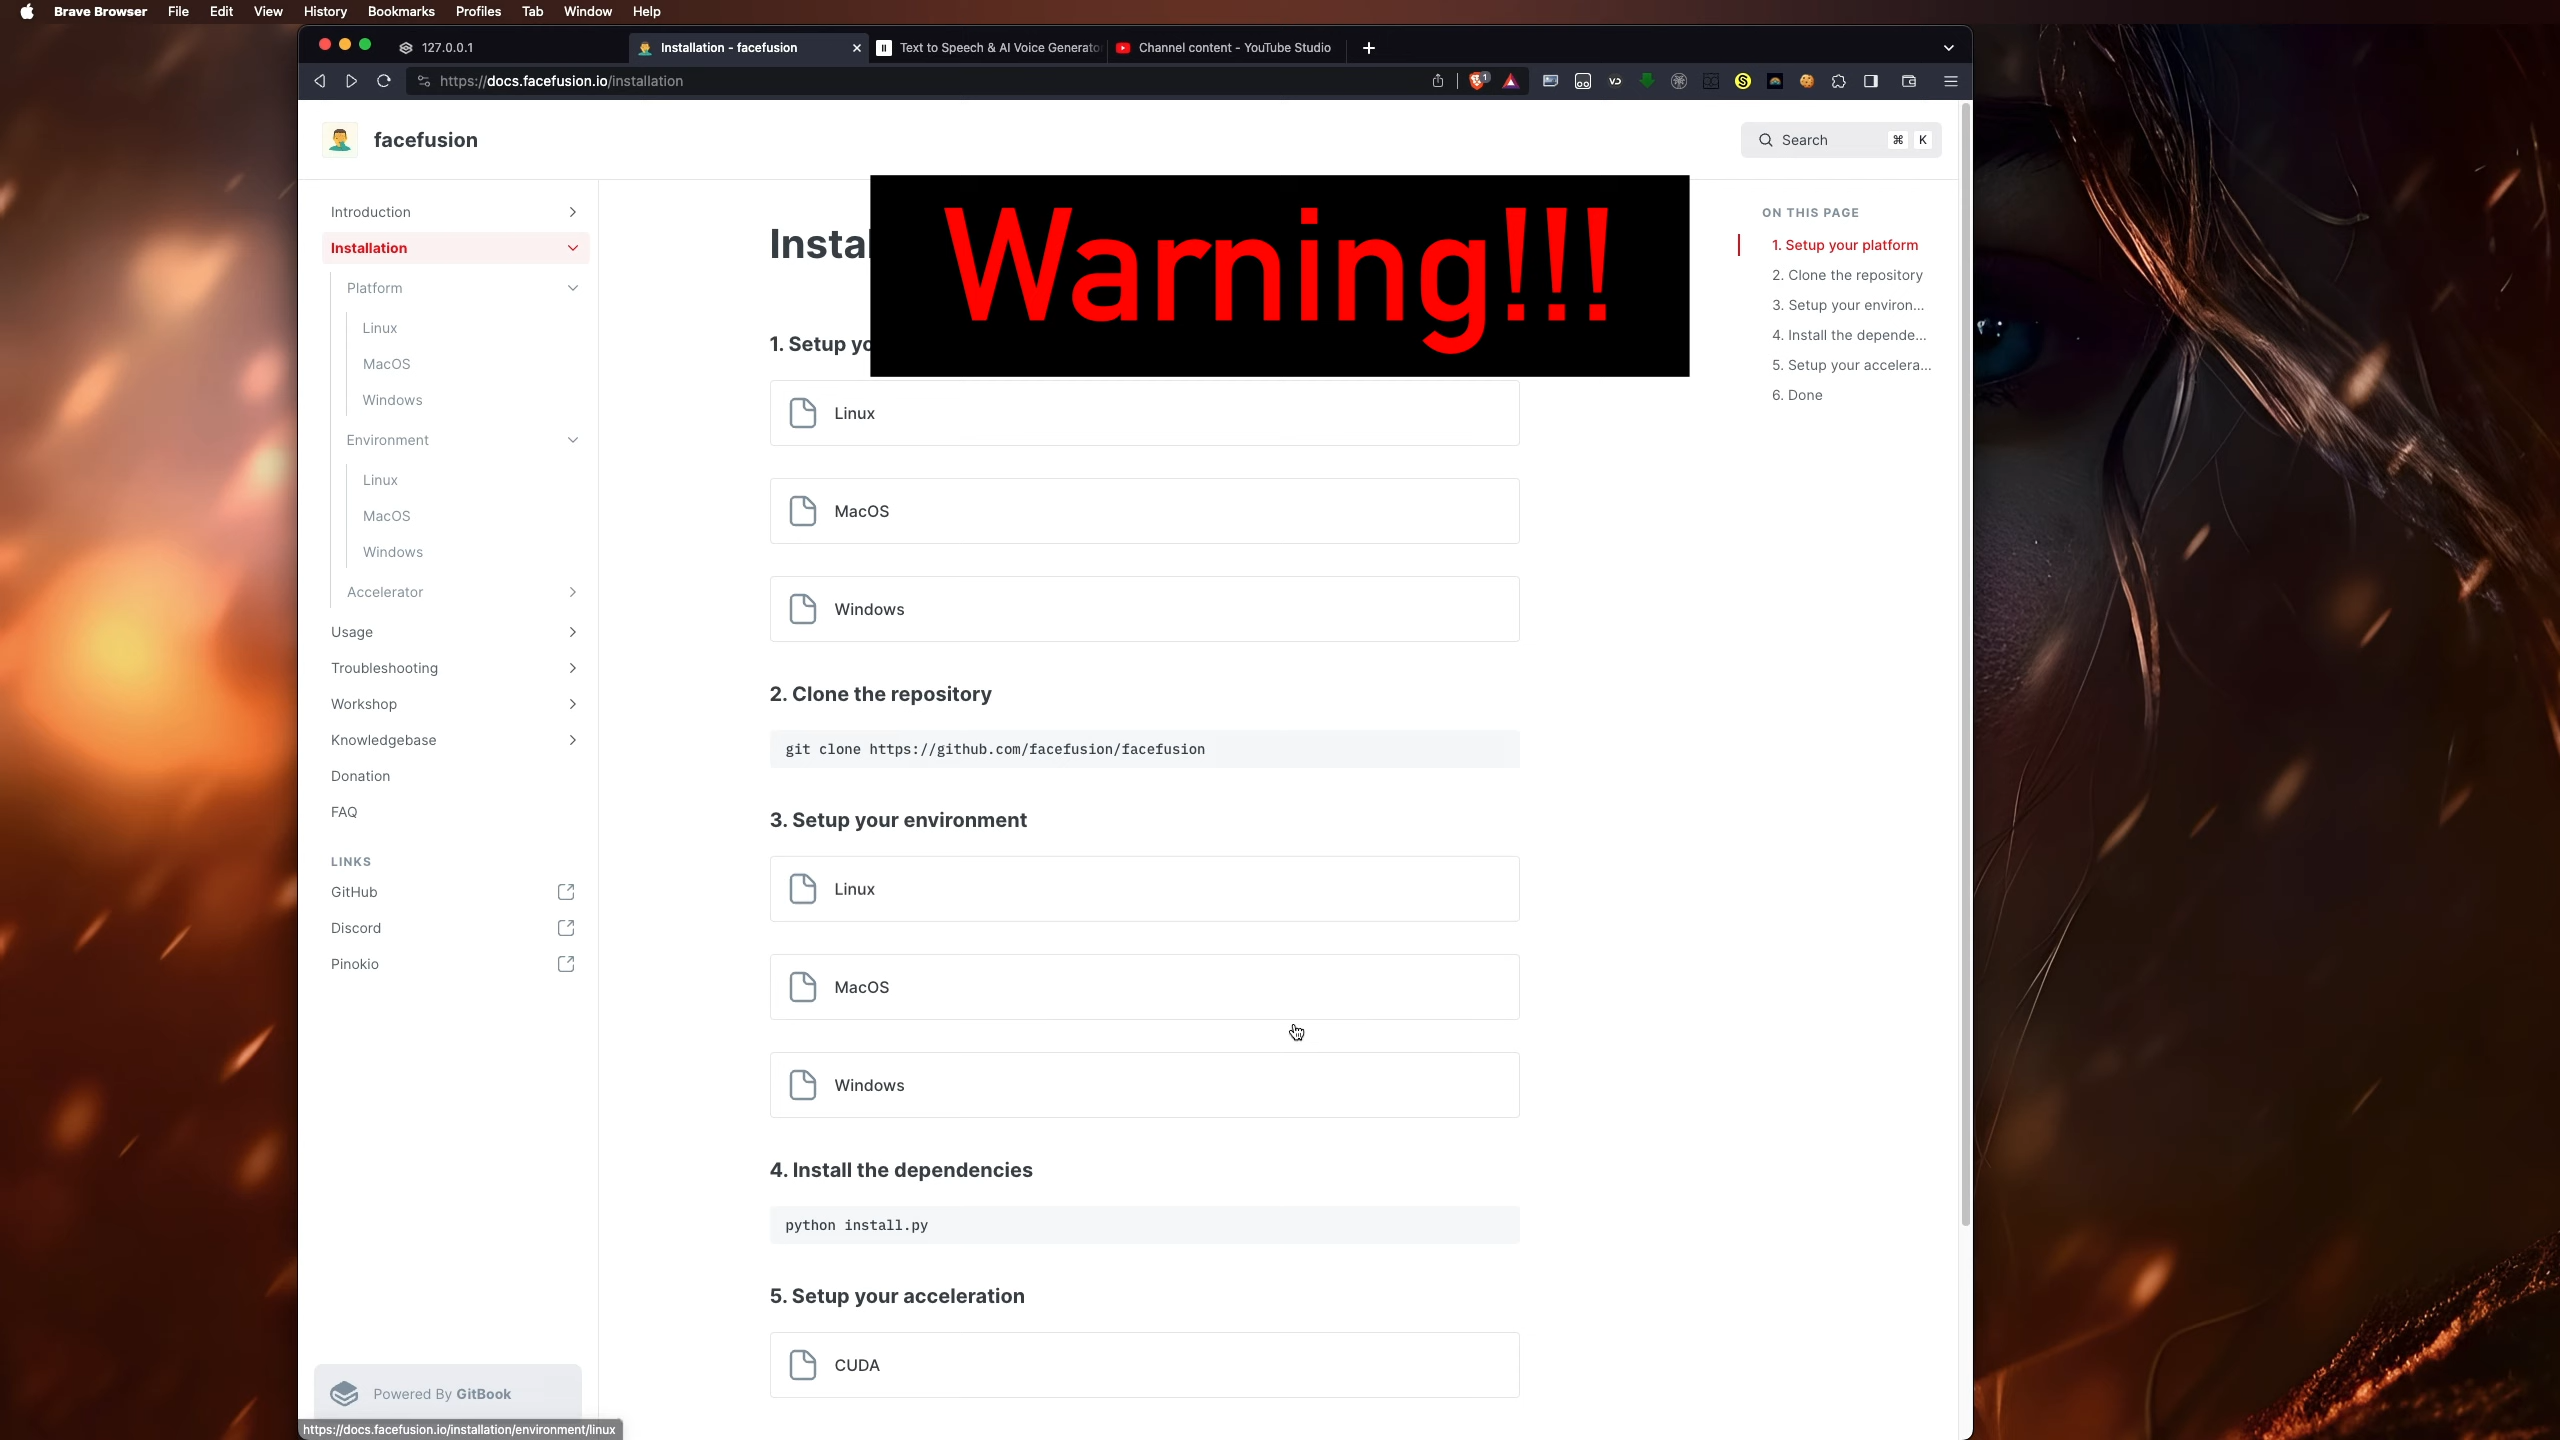 Brave Browser File Edit View History Bookmarks Profiles Tab Window Help
127.0.0.1
Installation - facefusion
Text to Speech & AI Voice Generator
Channel content - YouTube Studio
https://docs.facefusion.io/installation
1
VD
S
facefusion
Search ⌘ K
Introduction
Installation
Platform
Linux
MacOS
Windows
Environment
Linux
MacOS
Windows
Accelerator
Usage
Troubleshooting
Workshop
Knowledgebase
Donation
FAQ
LINKS
GitHub
Discord
Pinokio
Powered By GitBook
https://docs.facefusion.io/installation/environment/linux
Instal
Warning!!!
1. Setup yo
Linux
MacOS
Windows
2. Clone the repository
git clone https://github.com/facefusion/facefusion
3. Setup your environment
Linux
MacOS
Windows
4. Install the dependencies
python install.py
5. Setup your acceleration
CUDA
ON THIS PAGE
1. Setup your platform
2. Clone the repository
3. Setup your environ...
4. Install the depende...
5. Setup your accelera...
6. Done